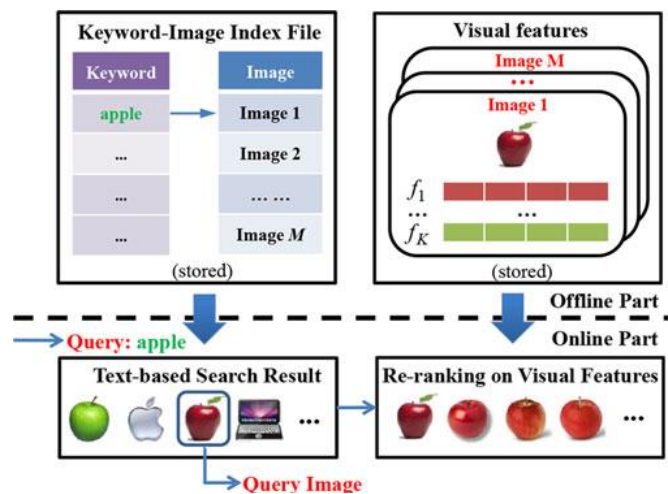 Keyword-Image Index File
Keyword
Image
apple
Image 1
...
Image 2
...
... ...
...
Image M
(stored)
Visual features
Image M
...
Image 1
f1
...
...
fK
(stored)
Offline Part
Online Part
Query: apple
Text-based Search Result
...
Query Image
Re-ranking on Visual Features
...